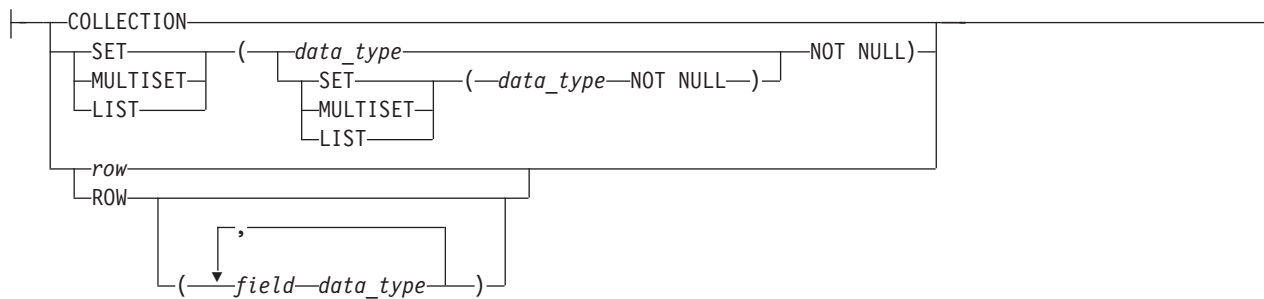 COLLECTION
SET ( data_type NOT NULL)
MULTISET SET ( data_type NOT NULL )
LIST MULTISET
LIST
row
ROW
,
( field data_type )